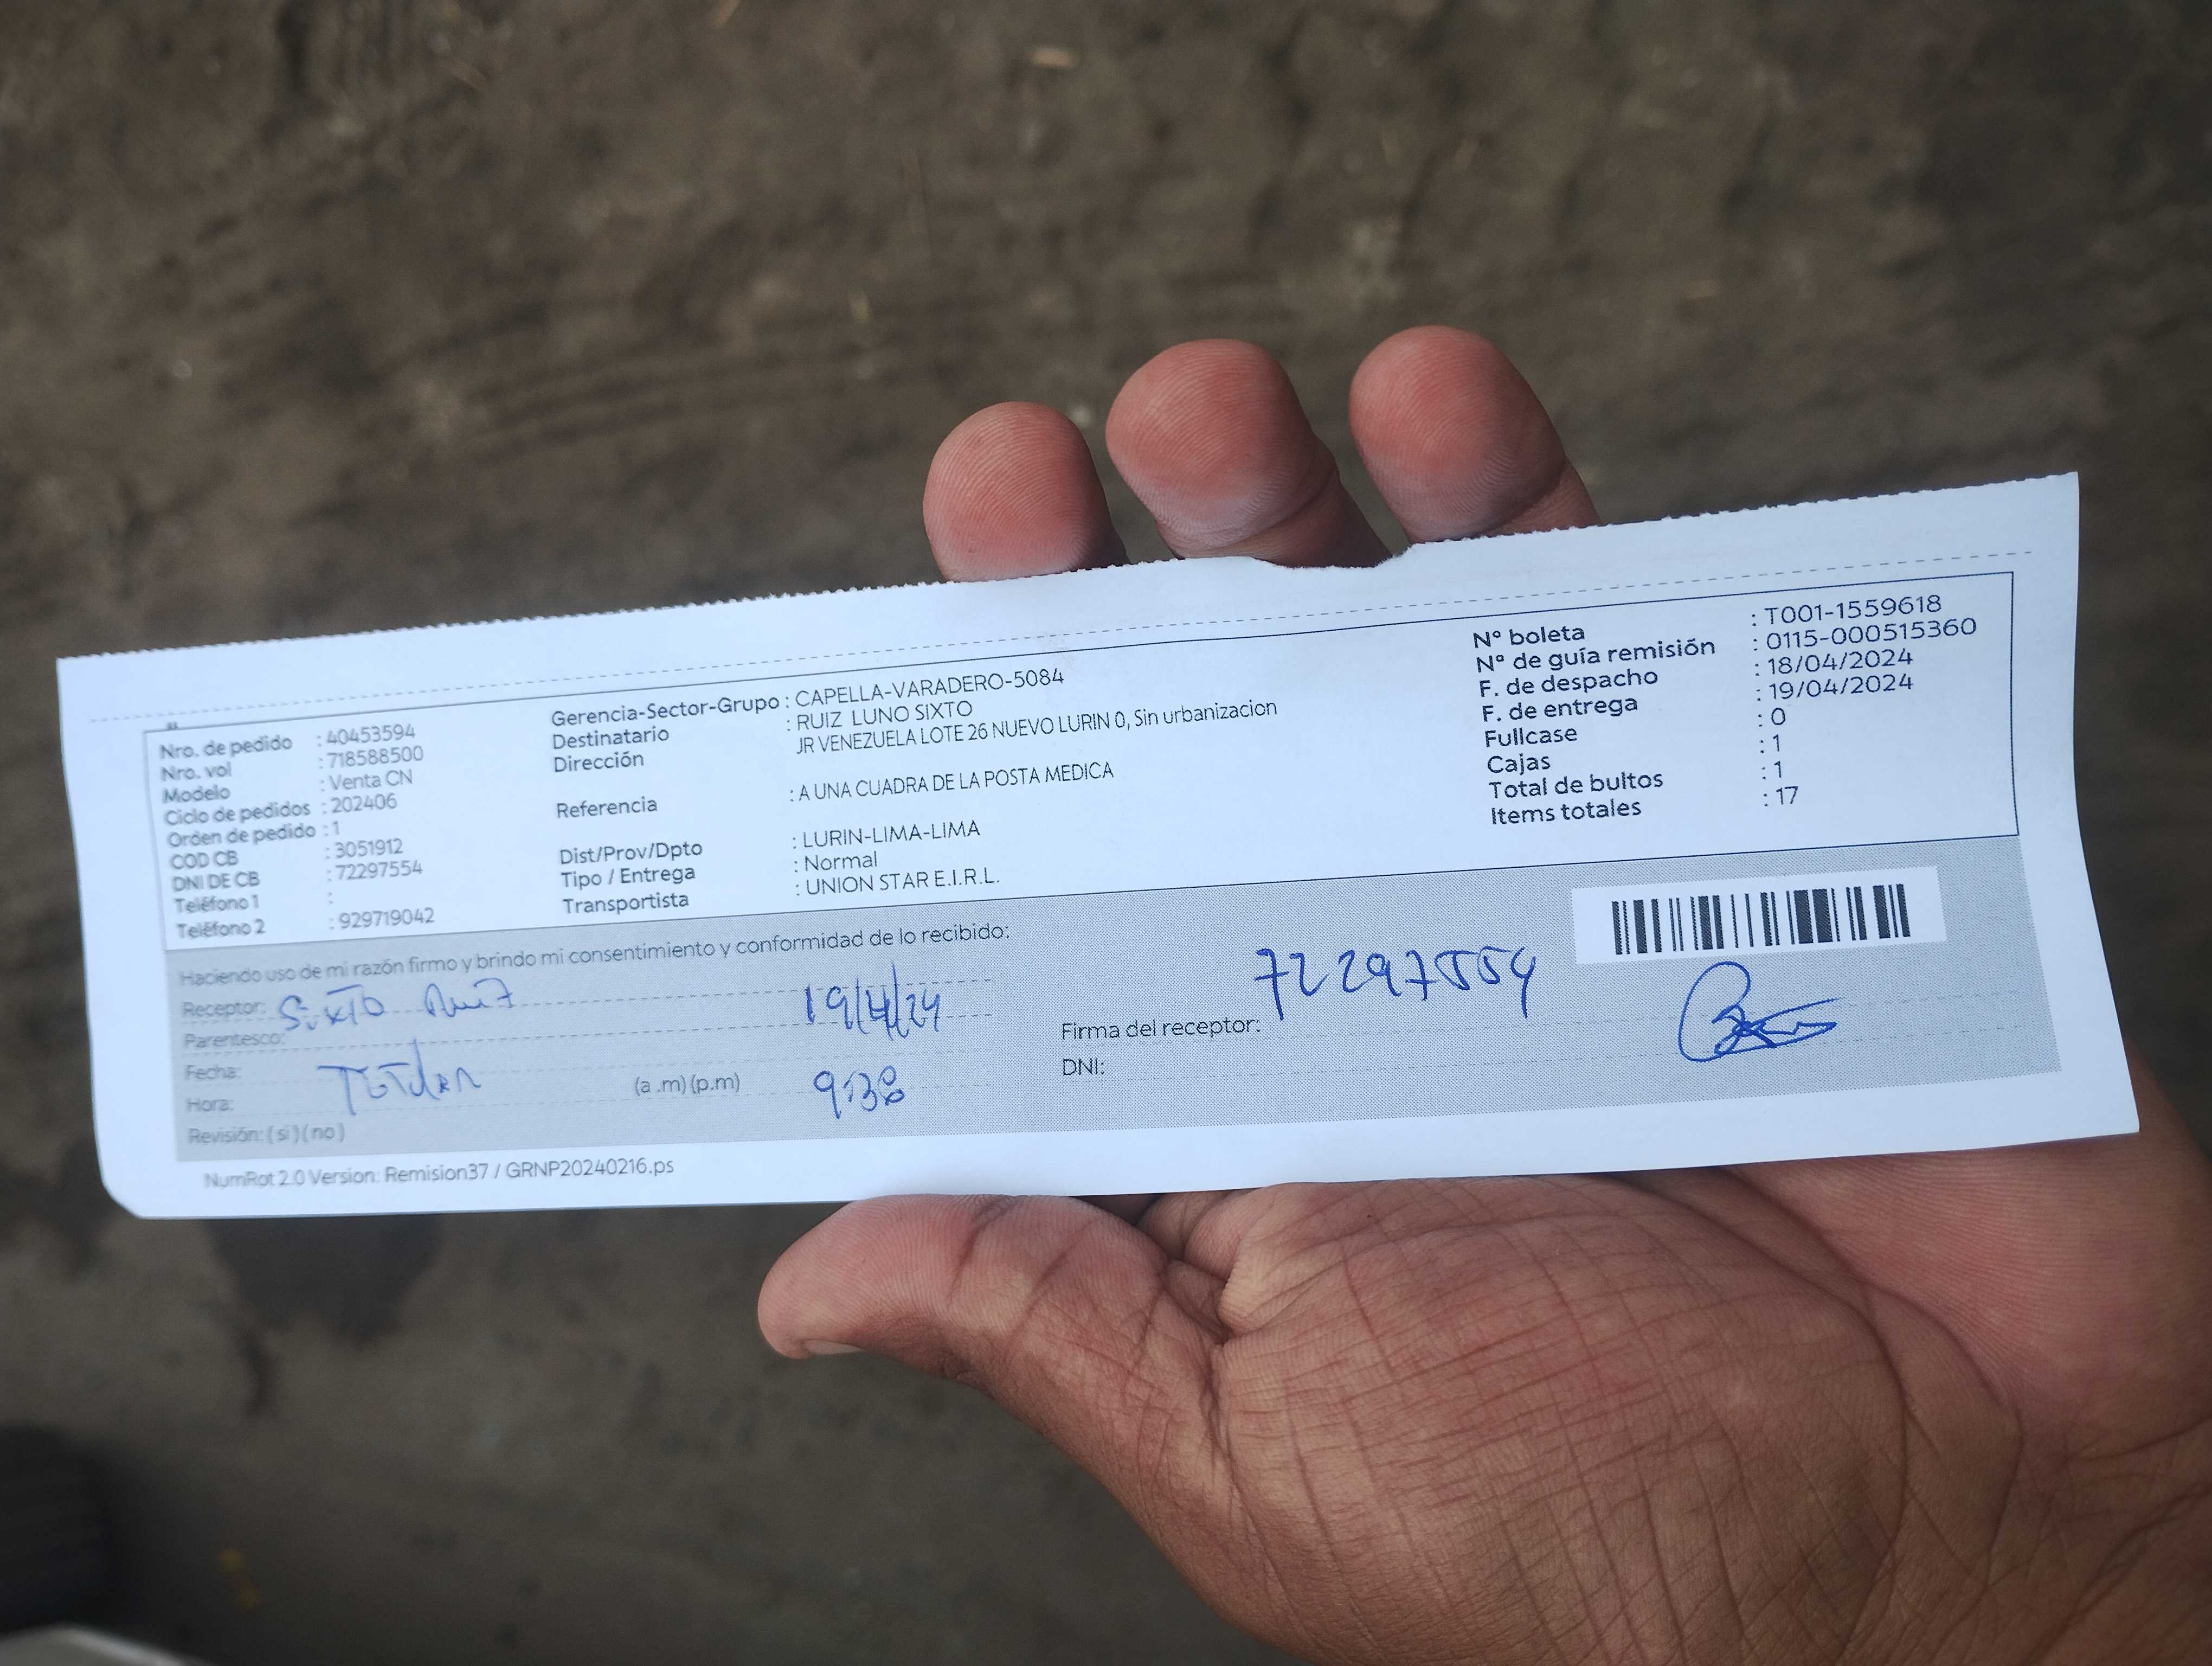 Nro. de pedido : 40453594
Nro. vol : 718588500
Modelo : Venta CN
Ciclo de pedidos : 202406
Orden de pedido : 1
COD CB : 3051912
DNI DE CB : 72297554
Teléfono 1 :
Teléfono 2 : 929719042
Gerencia-Sector-Grupo : CAPELLA-VARADERO-5084
Destinatario : RUIZ LUNO SIXTO
Dirección JR VENEZUELA LOTE 26 NUEVO LURIN 0, Sin urbanizacion
Referencia : A UNA CUADRA DE LA POSTA MEDICA
Dist/Prov/Dpto : LURIN-LIMA-LIMA
Tipo / Entrega : Normal
Transportista : UNION STAR E.I.R.L.
N° boleta : T001-1559618
N° de guía remisión : 0115-000515360
F. de despacho : 18/04/2024
F. de entrega : 19/04/2024
Fullcase : 0
Cajas : 1
Total de bultos : 1
Items totales : 17
Haciendo uso de mi razón firmo y brindo mi consentimiento y conformidad de lo recibido:
Receptor: Sixto Ruiz 19/4/24
Parentesco:
Fecha: Titular
Hora: (a .m) (p.m) 9:38
Revisión: ( si ) ( no )
72297554
Firma del receptor:
DNI:
NumRot 2.0 Version: Remision37 / GRNP20240216.ps